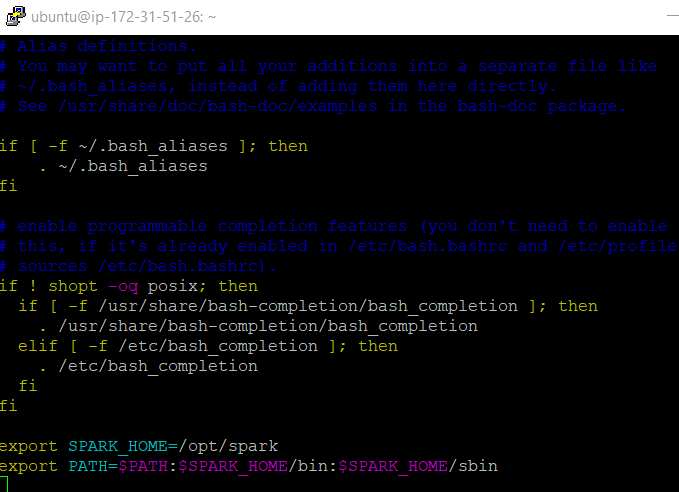 ubuntu@ip-172-31-51-26: ~
# Alias definitions.
# You may want to put all your additions into a separate file like
# ~/.bash_aliases, instead of adding them here directly.
# See /usr/share/doc/bash-doc/examples in the bash-doc package.
if [ -f ~/.bash_aliases ]; then
    . ~/.bash_aliases
fi
# enable programmable completion features (you don't need to enable
# this, if it's already enabled in /etc/bash.bashrc and /etc/profile
# sources /etc/bash.bashrc).
if ! shopt -oq posix; then
  if [ -f /usr/share/bash-completion/bash_completion ]; then
    . /usr/share/bash-completion/bash_completion
  elif [ -f /etc/bash_completion ]; then
    . /etc/bash_completion
  fi
fi
export SPARK_HOME=/opt/spark
export PATH=$PATH:$SPARK_HOME/bin:$SPARK_HOME/sbin